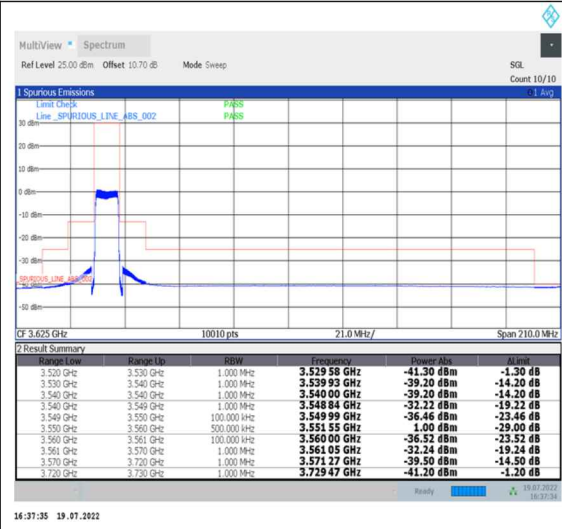 MultiView Spectrum
Ref Level 25.00 dBm Offset 10.70 dB Mode Sweep SGL
Count 10/10
1 Spurious Emissions 1 Avg
Limit Check PASS
Line _SPURIOUS_LINE_ABS_002 PASS
30 dBm
20 dBm
10 dBm
0 dBm
-10 dBm
-20 dBm
-30 dBm
_SPURIOUS_LINE_ABS_002
-50 dBm
CF 3.625 GHz 10010 pts 21.0 MHz/ Span 210.0 MHz
2 Result Summary
Range Low Range Up RBW Frequency Power Abs ΔLimit
3.520 GHz 3.530 GHz 1.000 MHz 3.529 58 GHz -41.30 dBm -1.30 dB
3.530 GHz 3.540 GHz 1.000 MHz 3.539 93 GHz -39.20 dBm -14.20 dB
3.540 GHz 3.540 GHz 1.000 MHz 3.540 00 GHz -39.20 dBm -14.20 dB
3.540 GHz 3.549 GHz 1.000 MHz 3.548 84 GHz -32.22 dBm -19.22 dB
3.549 GHz 3.550 GHz 100.000 kHz 3.549 99 GHz -36.46 dBm -23.46 dB
3.550 GHz 3.560 GHz 500.000 kHz 3.551 55 GHz 1.00 dBm -29.00 dB
3.560 GHz 3.561 GHz 100.000 kHz 3.560 00 GHz -36.52 dBm -23.52 dB
3.561 GHz 3.570 GHz 1.000 MHz 3.561 05 GHz -32.24 dBm -19.24 dB
3.570 GHz 3.720 GHz 1.000 MHz 3.571 27 GHz -39.50 dBm -14.50 dB
3.720 GHz 3.730 GHz 1.000 MHz 3.729 47 GHz -41.20 dBm -1.20 dB
Ready 19.07.2022
16:37:34
16:37:35 19.07.2022